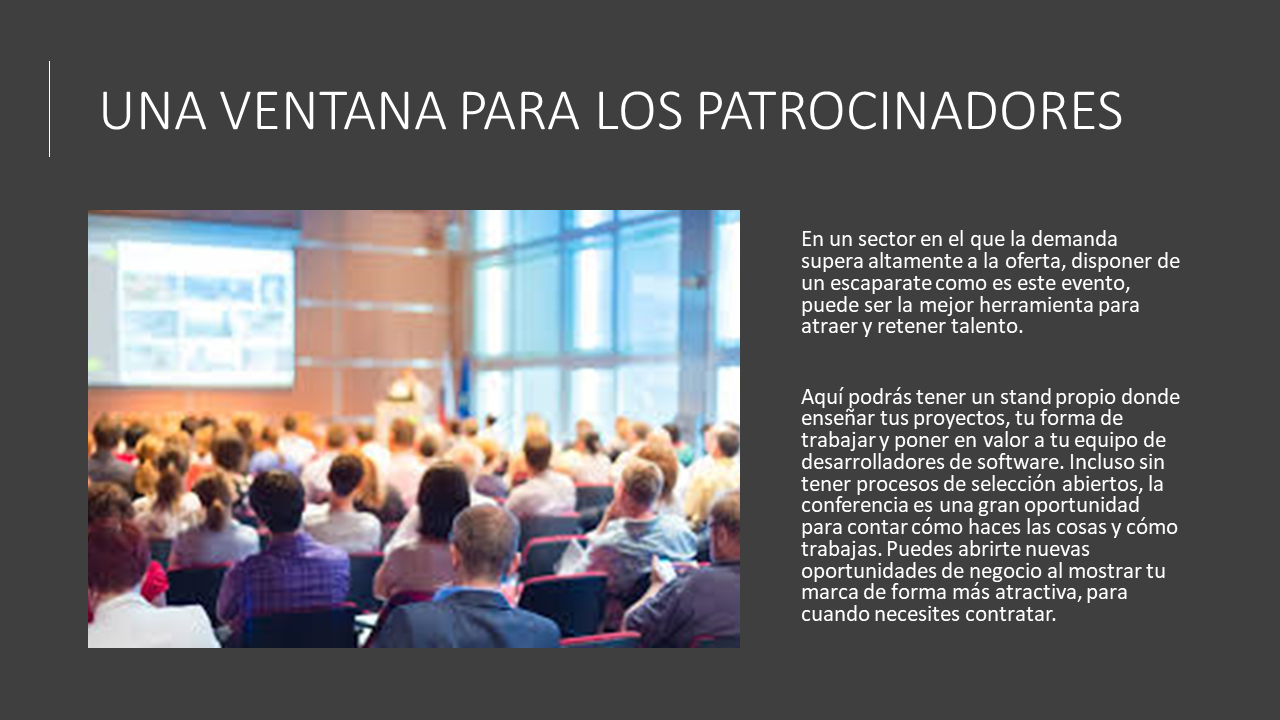 UNA VENTANA PARA LOS PATROCINADORES
En un sector en el que la demanda
supera altamente a la oferta, disponer de
un escaparate como es este evento,
puede ser la mejor herramienta para
atraer y retener talento.
Aquí podrás tener un stand propio donde
enseñar tus proyectos, tu forma de
trabajar y poner en valor a tu equipo de
desarrolladores de software. Incluso sin
tener procesos de selección abiertos, la
conferencia es una gran oportunidad
para contar cómo haces las cosas y cómo
trabajas. Puedes abrirte nuevas
oportunidades de negocio al mostrar tu
marca de forma más atractiva, para
cuando necesites contratar.